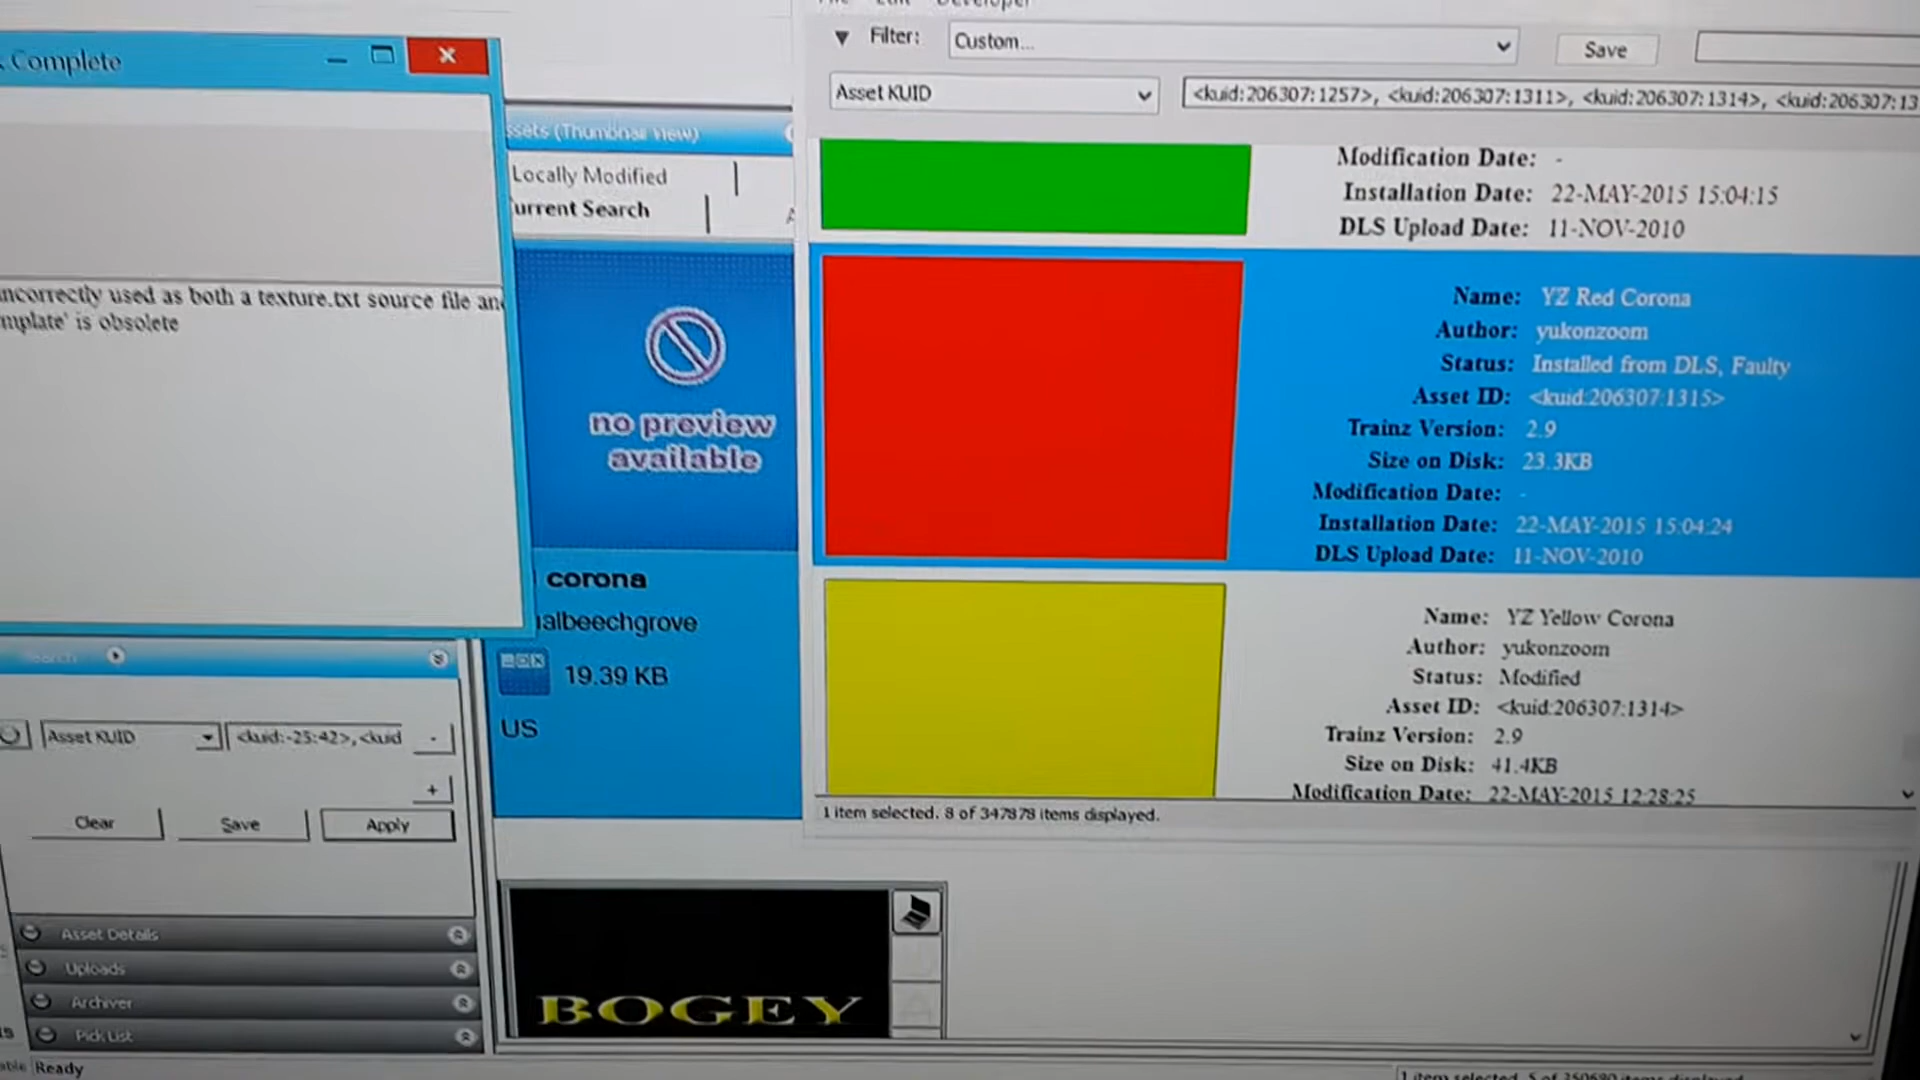 Complete
incorrectly used as both a texture.txt source file an
mplate' is obsolete
Asset KUID
<kuid:-25:42>,<kuid
-
+
Clear
Save
Apply
Asset Details
Uploads
Archiver
Pick List
Ready
ssets (Thumbnail View)
Locally Modified
urrent Search
no preview
available
corona
albeechgrove
19.39 KB
US
BOGEY
Developer
Filter:
Custom...
Save
Asset KUID
<kuid:206307:1257>, <kuid:206307:1311>, <kuid:206307:1314>, <kuid:206307:13
Modification Date: -
Installation Date: 22-MAY-2015 15:04:15
DLS Upload Date: 11-NOV-2010
Name: YZ Red Corona
Author: yukonzoom
Status: Installed from DLS, Faulty
Asset ID: <kuid:206307:1315>
Trainz Version: 2.9
Size on Disk: 23.3KB
Modification Date: -
Installation Date: 22-MAY-2015 15:04:24
DLS Upload Date: 11-NOV-2010
Name: YZ Yellow Corona
Author: yukonzoom
Status: Modified
Asset ID: <kuid:206307:1314>
Trainz Version: 2.9
Size on Disk: 41.4KB
Modification Date: 22-MAY-2015 12:28:25
1 item selected. 8 of 347878 items displayed.